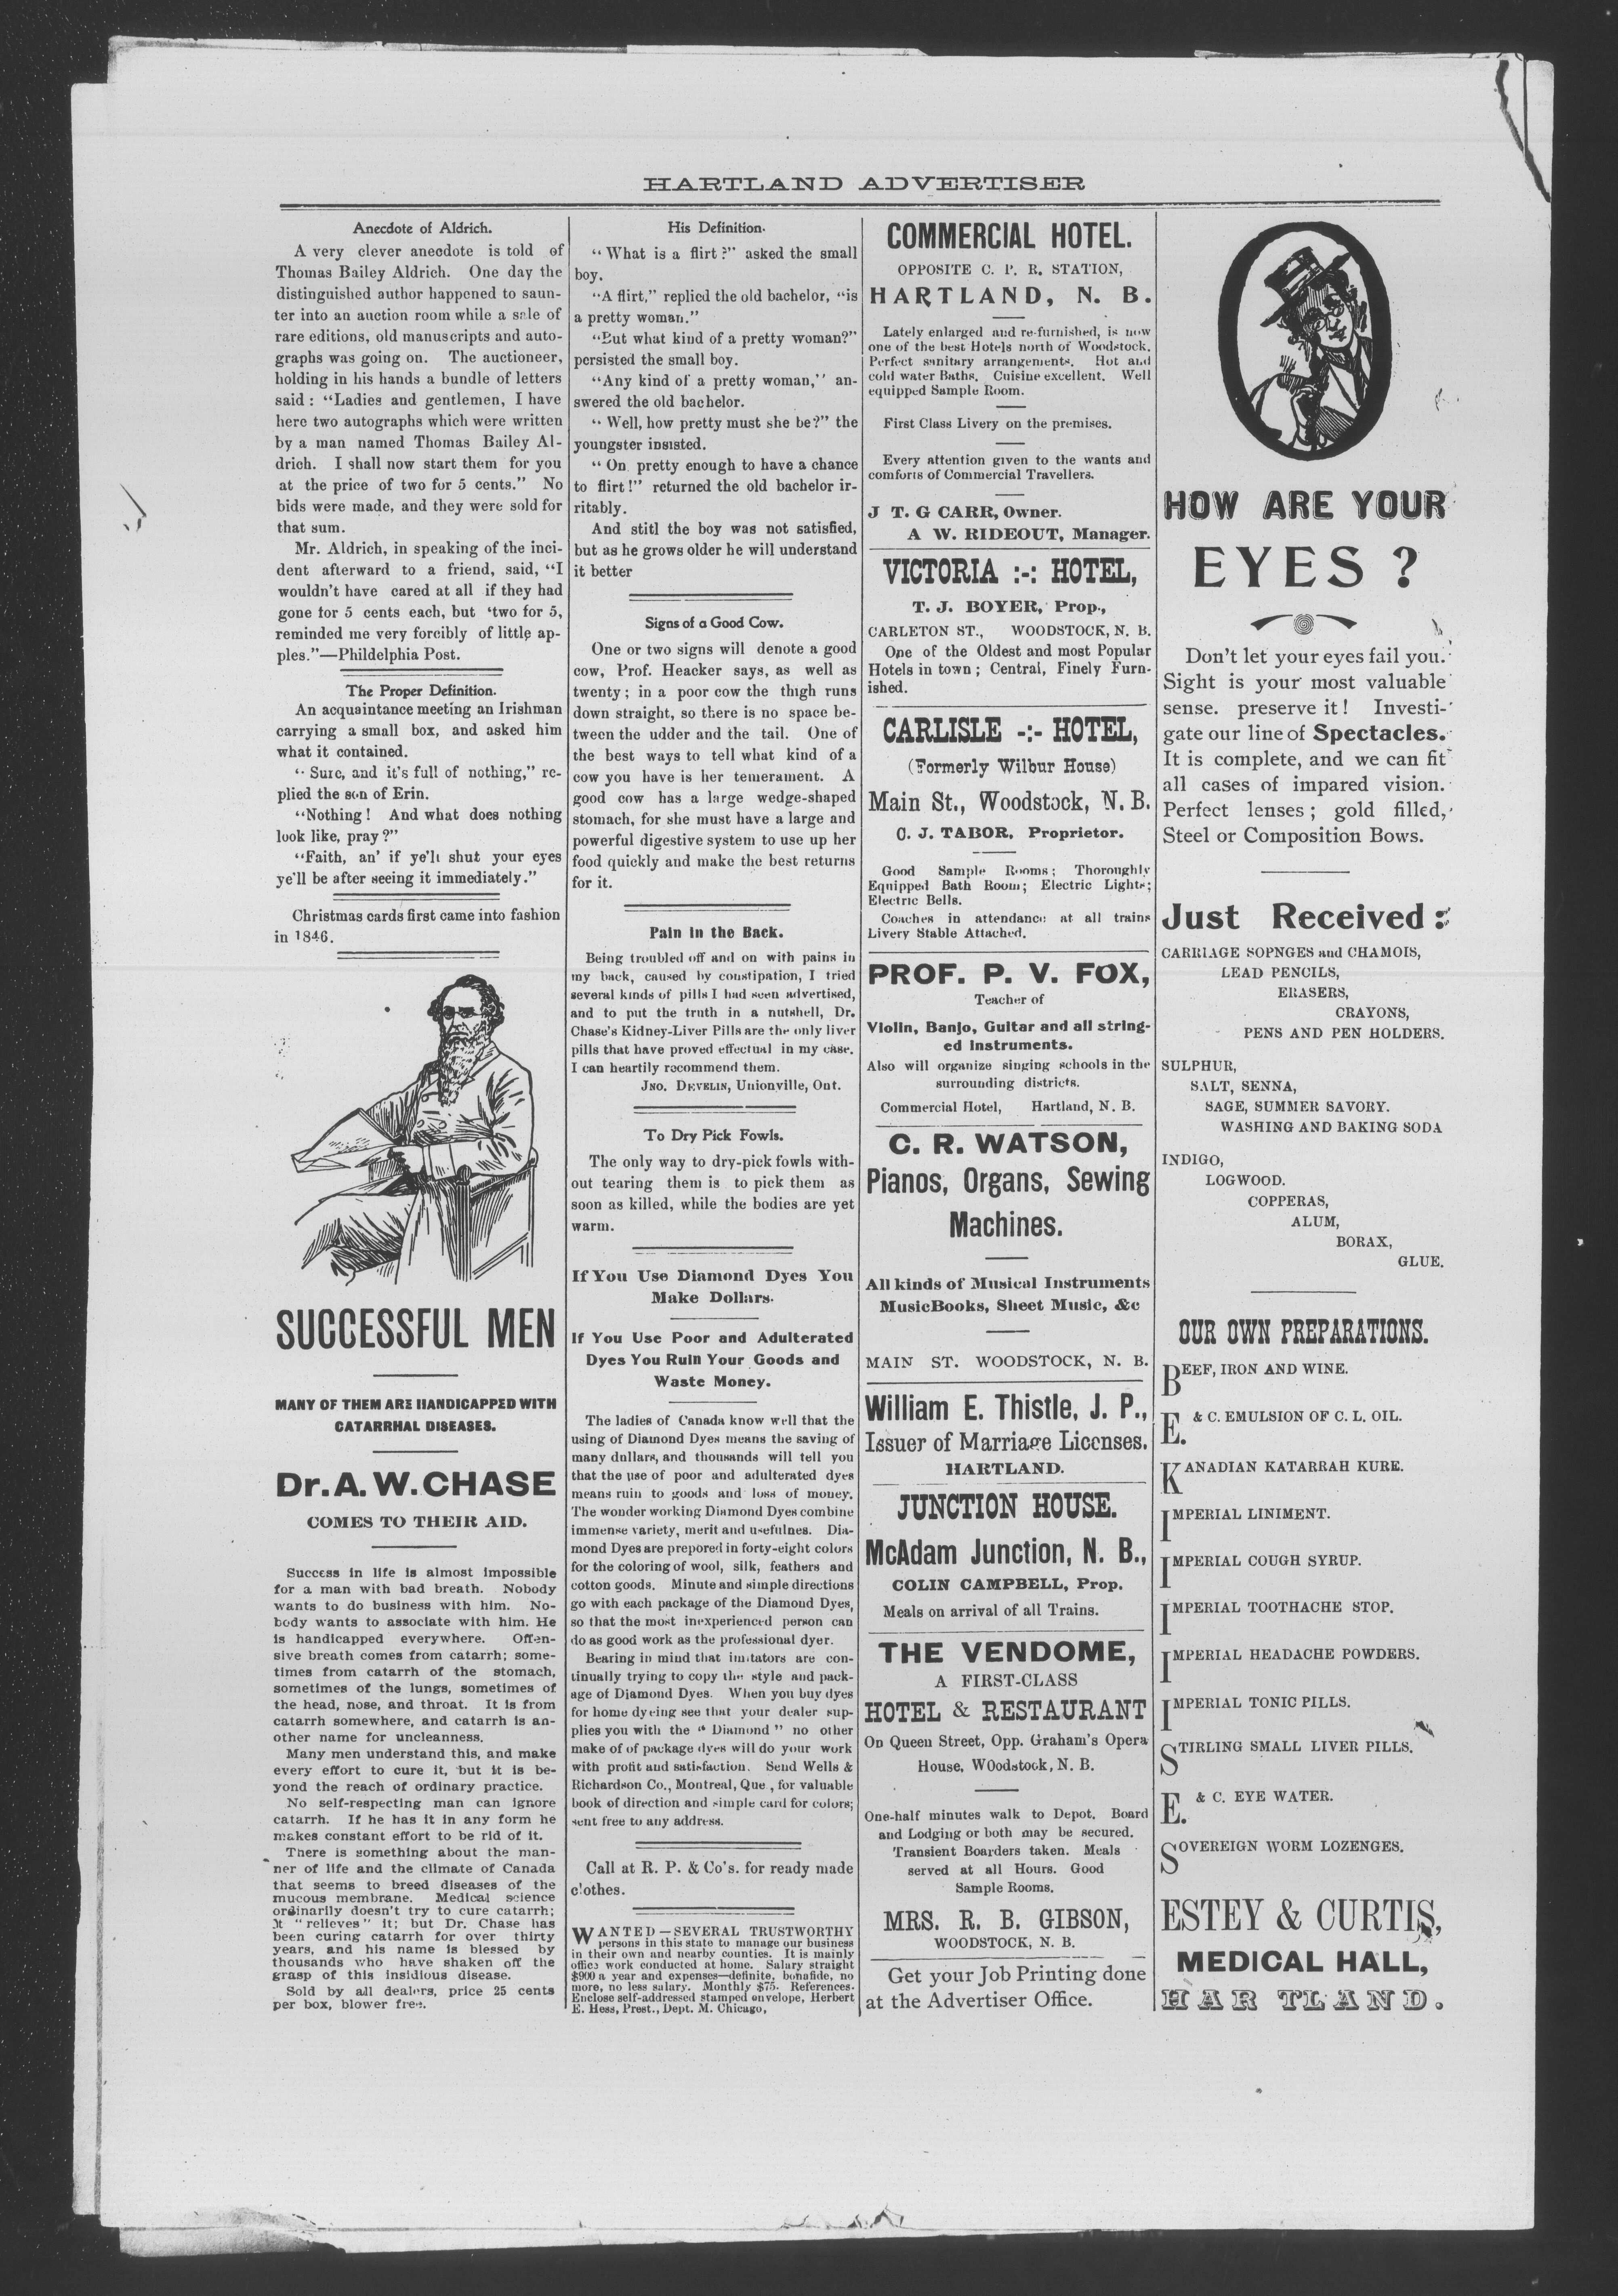 HARTLAND ADVERTISER
Anecdote of Aldrich.
A very clever anecdote is told of
Thomas Bailey Aldrich. One day the
distinguished author happened to saun-
ter into an auction room while a sale of
rare editions, old manuscripts and auto-
graphs was going on. The auctioneer,
holding in his hands a bundle of letters
said : "Ladies and gentlemen, I have
here two autographs which were written
by a man named Thomas Bailey Al-
drich. I shall now start them for you
at the price of two for 5 cents." No
bids were made, and they were sold for
that sum.
Mr. Aldrich, in speaking of the inci-
dent afterward to a friend, said, "I
wouldn't have cared at all if they had
gone for 5 cents each, but 'two for 5,
reminded me very forcibly of little ap-
ples."—Phildelphia Post.
The Proper Definition.
An acquaintance meeting an Irishman
carrying a small box, and asked him
what it contained.
"Sure, and it's full of nothing," re-
plied the son of Erin.
"Nothing! And what does nothing
look like, pray?"
"Faith, an' if ye'll shut your eyes
ye'll be after seeing it immediately."
Christmas cards first came into fashion
in 1846.
SUCCESSFUL MEN
MANY OF THEM ARE HANDICAPPED WITH
CATARRHAL DISEASES.
Dr. A. W. CHASE
COMES TO THEIR AID.
Success in life is almost impossible
for a man with bad breath. Nobody
wants to do business with him. No-
body wants to associate with him. He
is handicapped everywhere. Offen-
sive breath comes from catarrh; some-
times from catarrh of the stomach,
sometimes of the lungs, sometimes of
the head, nose, and throat. It is from
catarrh somewhere, and catarrh is an-
other name for uncleanness.
Many men understand this, and make
every effort to cure it, but it is be-
yond the reach of ordinary practice.
No self-respecting man can ignore
catarrh. If he has it in any form he
makes constant effort to be rid of it.
There is something about the man-
ner of life and the climate of Canada
that seems to breed diseases of the
mucous membrane. Medical science
ordinarily doesn't try to cure catarrh;
it "relieves" it; but Dr. Chase has
been curing catarrh for over thirty
years, and his name is blessed by
thousands who have shaken off the
grasp of this insidious disease.
Sold by all dealers, price 25 cents
per box, blower free.
His Definition.
"What is a flirt?" asked the small
boy.
"A flirt," replied the old bachelor, "is
a pretty woman."
"But what kind of a pretty woman?"
persisted the small boy.
"Any kind of a pretty woman," an-
swered the old bachelor.
"Well, how pretty must she be?" the
youngster insisted.
"On pretty enough to have a chance
to flirt!" returned the old bachelor ir-
ritably.
And stitl the boy was not satisfied,
but as he grows older he will understand
it better
Signs of a Good Cow.
One or two signs will denote a good
cow, Prof. Heacker says, as well as
twenty; in a poor cow the thigh runs
down straight, so there is no space be-
tween the udder and the tail. One of
the best ways to tell what kind of a
cow you have is her temerament. A
good cow has a large wedge-shaped
stomach, for she must have a large and
powerful digestive system to use up her
food quickly and make the best returns
for it.
Pain in the Back.
Being troubled off and on with pains in
my back, caused by constipation, I tried
several kinds of pills I had seen advertised,
and to put the truth in a nutshell, Dr.
Chase's Kidney-Liver Pills are the only liver
pills that have proved effectual in my case.
I can heartily recommend them.
JNO. DEVELIN, Unionville, Ont.
To Dry Pick Fowls.
The only way to dry-pick fowls with-
out tearing them is to pick them as
soon as killed, while the bodies are yet
warm.
If You Use Diamond Dyes You
Make Dollars.
If You Use Poor and Adulterated
Dyes You Ruin Your Goods and
Waste Money.
The ladies of Canada know well that the
using of Diamond Dyes means the saving of
many dollars, and thousands will tell you
that the use of poor and adulterated dyes
means ruin to goods and loss of money.
The wonder working Diamond Dyes combine
immense variety, merit and usefulnes. Dia-
mond Dyes are prepored in forty-eight colors
for the coloring of wool, silk, feathers and
cotton goods. Minute and simple directions
go with each package of the Diamond Dyes,
so that the most inexperienced person can
do as good work as the professional dyer.
Bearing in mind that imitators are con-
tinually trying to copy the style and pack-
age of Diamond Dyes. When you buy dyes
for home dyeing see that your dealer sup-
plies you with the "Diamond" no other
make of of package dyes will do your work
with profit and satisfaction. Send Wells &
Richardson Co., Montreal, Que., for valuable
book of direction and simple card for colors;
sent free to any address.
Call at R. P. & Co's. for ready made
clothes.
WANTED—SEVERAL TRUSTWORTHY
persons in this state to manage our business
in their own and nearby counties. It is mainly
office work conducted at home. Salary straight
$900 a year and expenses—definite, bonafide, no
more, no less salary. Monthly $75. References.
Enclose self-addressed stamped envelope, Herbert
E. Hess, Prest., Dept. M. Chicago,
COMMERCIAL HOTEL.
OPPOSITE C. P. R. STATION,
HARTLAND, N. B.
Lately enlarged and re-furnished, is now
one of the best Hotels north of Woodstock.
Perfect sanitary arrangements. Hot and
cold water Baths. Cuisine excellent. Well
equipped Sample Room.
First Class Livery on the premises.
Every attention given to the wants and
comforts of Commercial Travellers.
J T. G CARR, Owner.
A W. RIDEOUT, Manager.
VICTORIA :-: HOTEL,
T. J. BOYER, Prop.,
CARLETON ST., WOODSTOCK, N. B.
One of the Oldest and most Popular
Hotels in town; Central, Finely Furn-
ished.
CARLISLE -:- HOTEL,
(Formerly Wilbur House)
Main St., Woodstock, N. B.
C. J. TABOR, Proprietor.
Good Sample Rooms; Thoroughly
Equipped Bath Room; Electric Lights;
Electric Bells.
Coaches in attendance at all trains
Livery Stable Attached.
PROF. P. V. FOX,
Teacher of
Violin, Banjo, Guitar and all string-
ed Instruments.
Also will organize singing schools in the
surrounding districts.
Commercial Hotel, Hartland, N. B.
C. R. WATSON,
Pianos, Organs, Sewing
Machines.
All kinds of Musical Instruments
Music Books, Sheet Music, &c
MAIN ST. WOODSTOCK, N. B.
William E. Thistle, J. P.,
Issuer of Marriage Licenses.
HARTLAND.
JUNCTION HOUSE.
McAdam Junction, N. B.,
COLIN CAMPBELL, Prop.
Meals on arrival of all Trains.
THE VENDOME,
A FIRST-CLASS
HOTEL & RESTAURANT
On Queen Street, Opp. Graham's Opera
House, WOodstock, N. B.
One-half minutes walk to Depot. Board
and Lodging or both may be secured.
Transient Boarders taken. Meals
served at all Hours. Good
Sample Rooms.
MRS. R. B. GIBSON,
WOODSTOCK, N. B.
Get your Job Printing done
at the Advertiser Office.
HOW ARE YOUR
EYES ?
Don't let your eyes fail you.
Sight is your most valuable
sense. preserve it! Investi-
gate our line of Spectacles.
It is complete, and we can fit
all cases of impared vision.
Perfect lenses; gold filled,
Steel or Composition Bows.
Just Received :
CARRIAGE SOPNGES and CHAMOIS,
LEAD PENCILS,
ERASERS,
CRAYONS,
PENS AND PEN HOLDERS.
SULPHUR,
SALT, SENNA,
SAGE, SUMMER SAVORY.
WASHING AND BAKING SODA
INDIGO,
LOGWOOD.
COPPERAS,
ALUM,
BORAX,
GLUE.
OUR OWN PREPARATIONS.
BEEF, IRON AND WINE.
E. & C. EMULSION OF C. L. OIL.
KANADIAN KATARRAH KURE.
IMPERIAL LINIMENT.
IMPERIAL COUGH SYRUP.
IMPERIAL TOOTHACHE STOP.
IMPERIAL HEADACHE POWDERS.
IMPERIAL TONIC PILLS.
STIRLING SMALL LIVER PILLS.
E. & C. EYE WATER.
SOVEREIGN WORM LOZENGES.
ESTEY & CURTIS,
MEDICAL HALL,
HARTLAND.